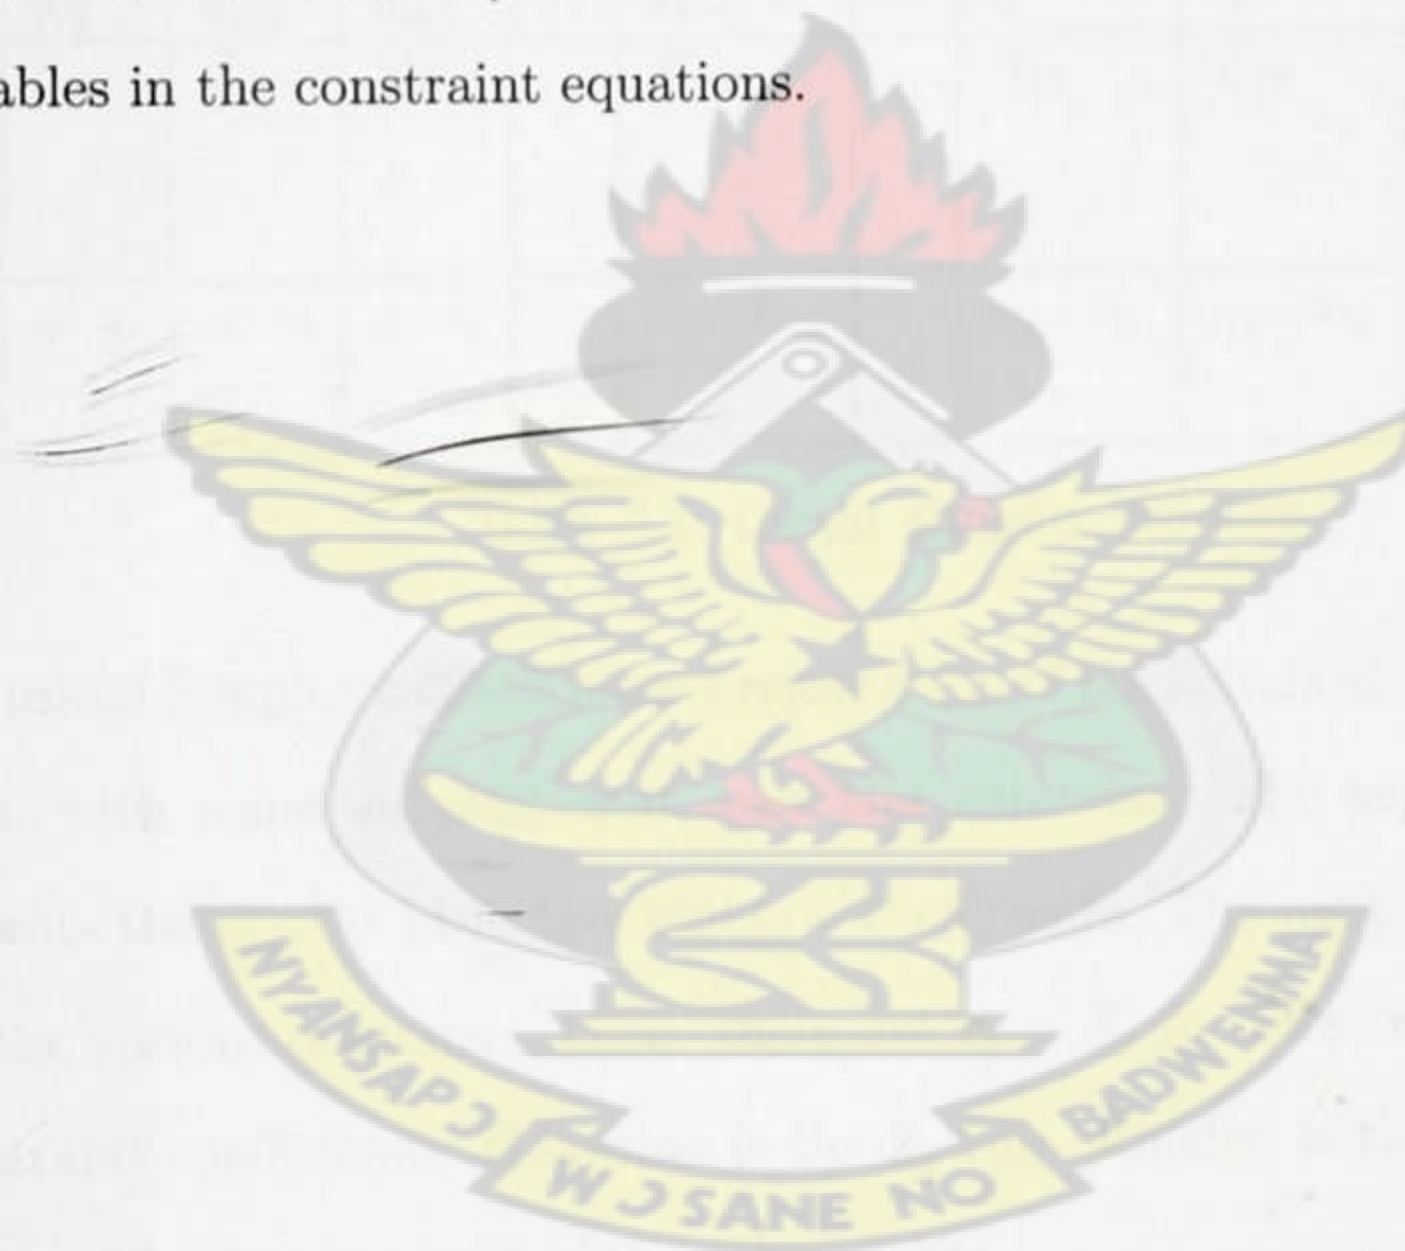 ables in the constraint equations.
NYANSAPƆ
WƆSANE NO
BADWENMA